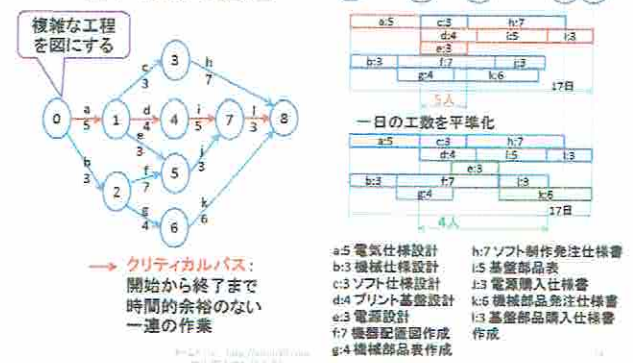 複雑な工程
を図にする
0
1
2
3
4
5
6
7
8
a
5
b
3
c
3
d
4
e
3
f
7
g
4
h
7
i
5
j
3
k
6
l
3
クリティカルパス:
開始から終了まで
時間的余裕のない
一連の作業
a:5 c:3 h:7
d:4 i:5 l:3
e:3
b:3 f:7 j:3
g:4 k:6
17日
5人
一日の工数を平準化
a:5 c:3 h:7
d:4 i:5 l:3
e:3
b:3 f:7 j:3
g:4 k:6
17日
4人
a:5 電気仕様設計
b:3 機械仕様設計
c:3 ソフト仕様設計
d:4 プリント基盤設計
e:3 電源設計
f:7 機器配置図作成
g:4 機械部品表作成
h:7 ソフト制作発注仕様書
i:5 基盤部品表
j:3 電源購入仕様書
k:6 機械部品発注仕様書
l:3 基盤部品購入仕様書
作成